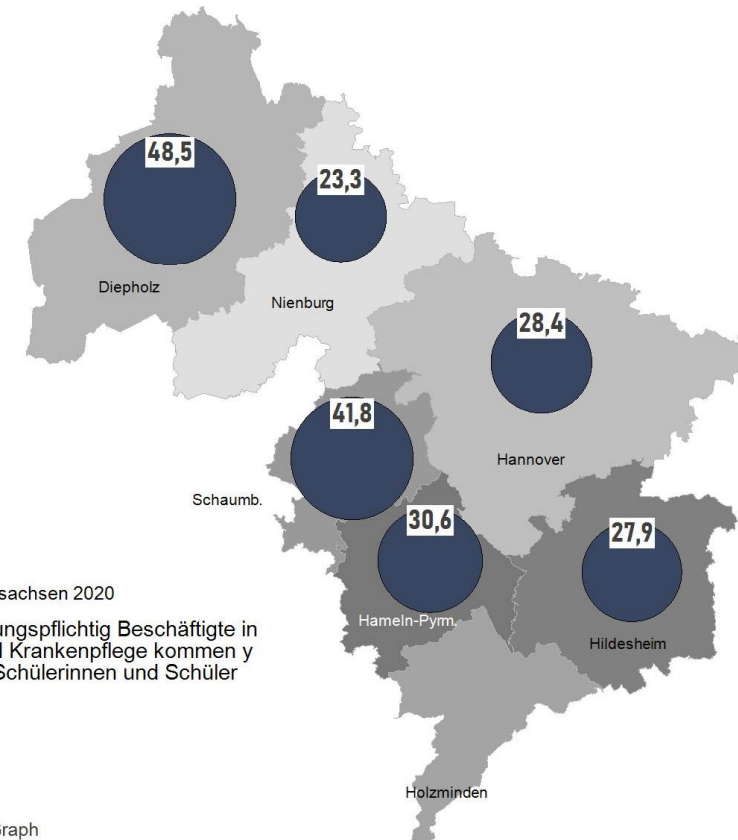 48,5
23,3
Diepholz
Nienburg
28,4
41,8
Hannover
Schaumb.
30,6
27,9
sachsen 2020
ungspflichtig Beschäftigte in
Krankenpflege kommen y
Schülerinnen und Schüler
Hameln-Pyrm.
Hildesheim
Holzminden
Graph